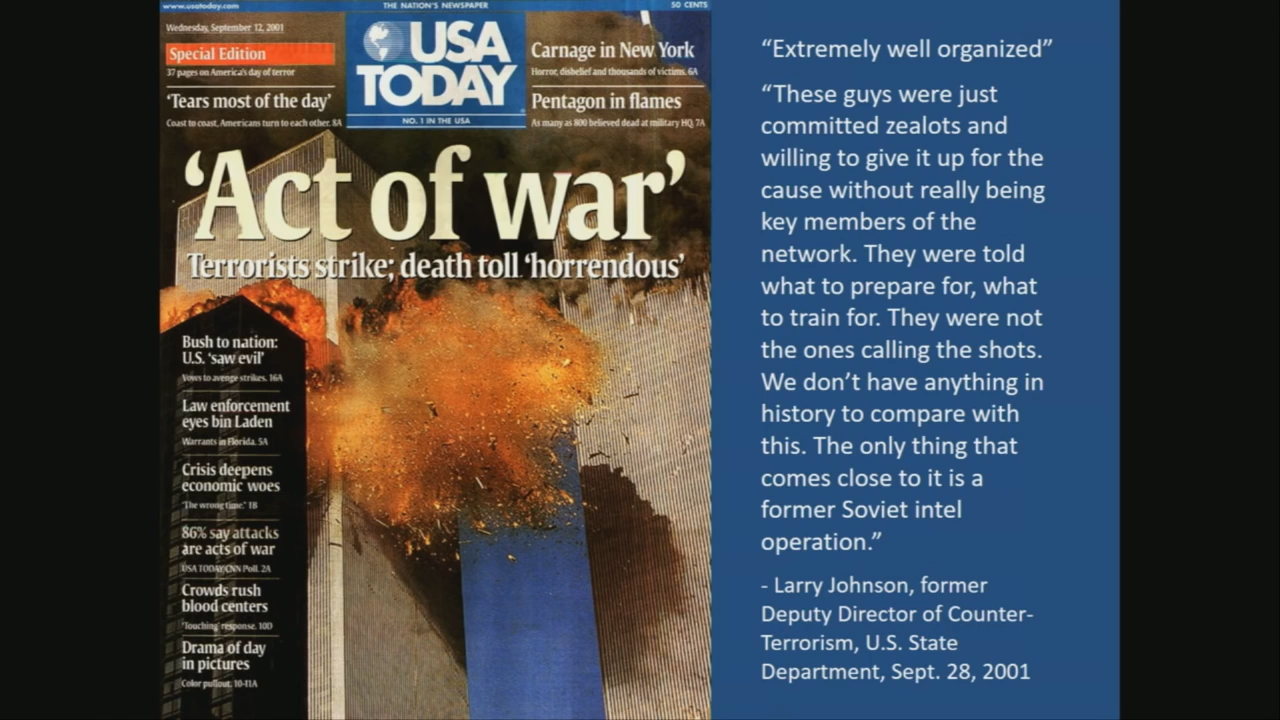 www.usatoday.com
THE NATION'S NEWSPAPER
50 CENTS
Wednesday, September 12, 2001
Special Edition
37 pages on America's day of terror
'Tears most of the day'
Coast to coast, Americans turn to each other. 8A
USA
TODAY
NO. 1 IN THE USA
Carnage in New York
Horror, disbelief and thousands of victims. 6A
Pentagon in flames
As many as 800 believed dead at military HQ. 7A
'Act of war'
Terrorists strike; death toll 'horrendous'
Bush to nation:
U.S. 'saw evil'
Vows to avenge strikes. 16A
Law enforcement
eyes bin Laden
Warrants in Florida. 5A
Crisis deepens
economic woes
'The wrong time.' 1B
86% say attacks
are acts of war
USA TODAY/CNN Poll. 2A
Crowds rush
blood centers
'Touching' response. 10D
Drama of day
in pictures
Color pullout. 10-11A
“Extremely well organized”
“These guys were just
committed zealots and
willing to give it up for the
cause without really being
key members of the
network. They were told
what to prepare for, what
to train for. They were not
the ones calling the shots.
We don’t have anything in
history to compare with
this. The only thing that
comes close to it is a
former Soviet intel
operation.”
- Larry Johnson, former
Deputy Director of Counter-
Terrorism, U.S. State
Department, Sept. 28, 2001